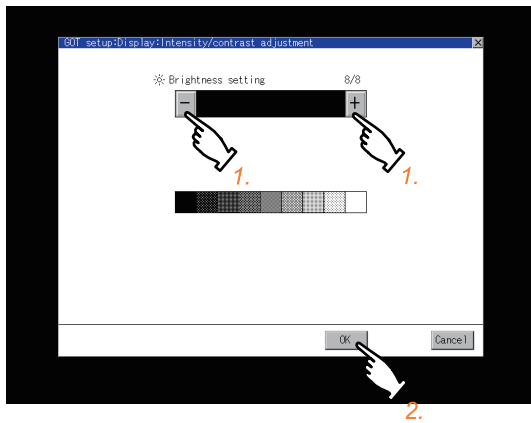 GOT setup:Display:Intensity/contrast adjustment
Brightness setting 8/8
− +
1. 1.
OK Cancel
2.